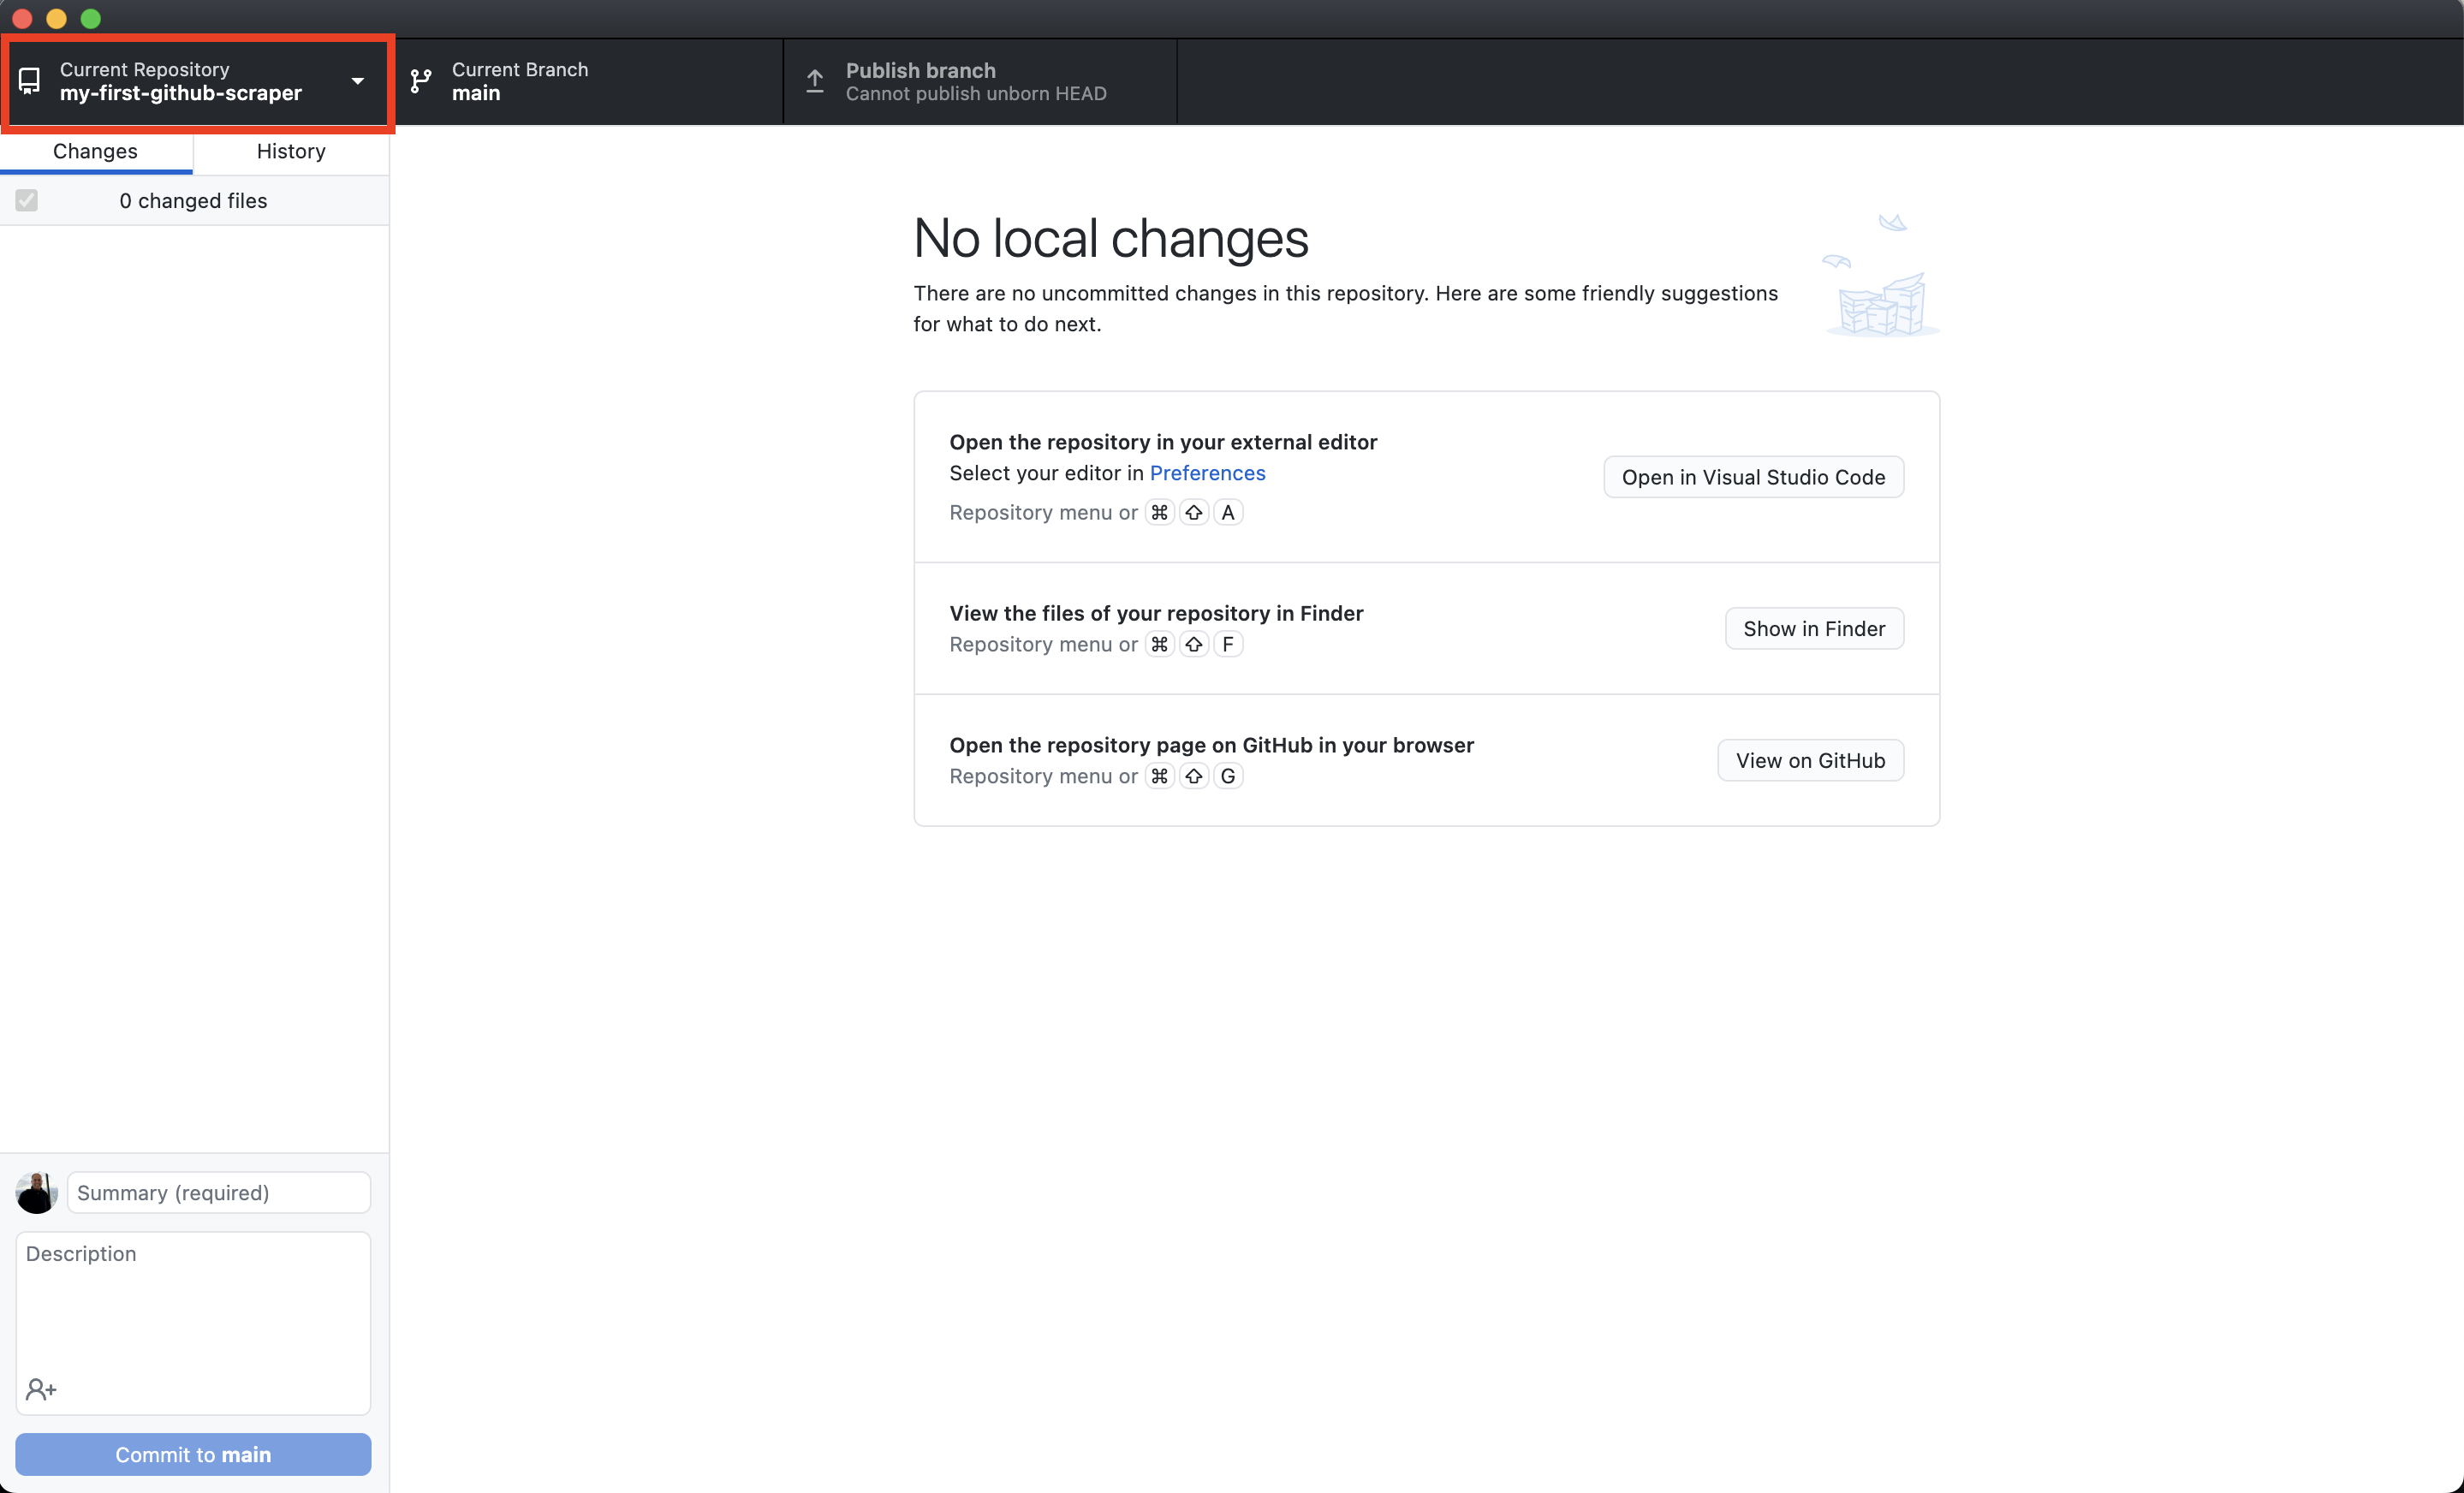 Current Repository
my-first-github-scraper
Current Branch
main
Publish branch
Cannot publish unborn HEAD
Changes
History
0 changed files
No local changes
There are no uncommitted changes in this repository. Here are some friendly suggestions
for what to do next.
Open the repository in your external editor
Select your editor in Preferences
Repository menu or ⌘ ⇧ A
Open in Visual Studio Code
View the files of your repository in Finder
Repository menu or ⌘ ⇧ F
Show in Finder
Open the repository page on GitHub in your browser
Repository menu or ⌘ ⇧ G
View on GitHub
Summary (required)
Description
Commit to main